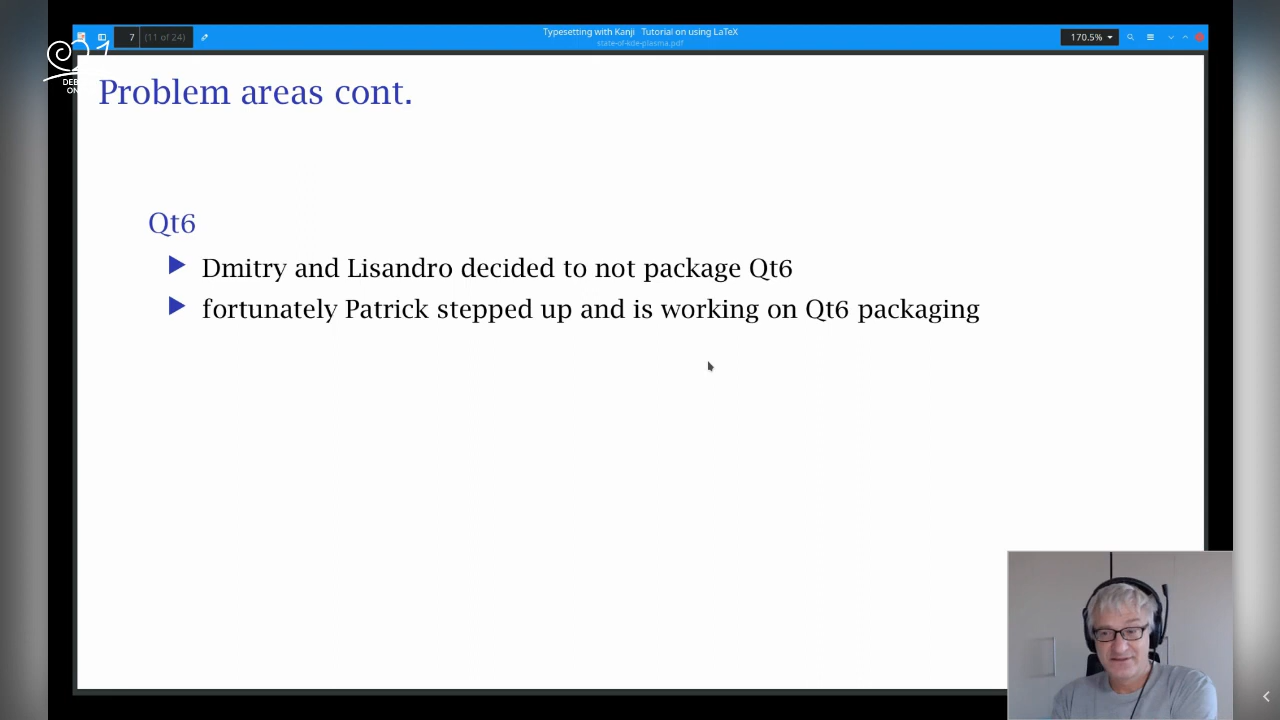 7 (11 of 24)
Typesetting with Kanji Tutorial on using LaTeX
state-of-kde-plasma.pdf
170.5%
Problem areas cont.
Qt6
Dmitry and Lisandro decided to not package Qt6
fortunately Patrick stepped up and is working on Qt6 packaging